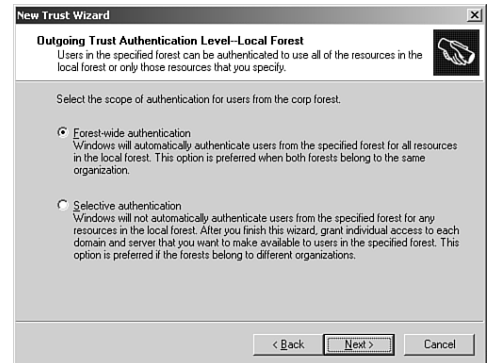 New Trust Wizard
Outgoing Trust Authentication Level--Local Forest
Users in the specified forest can be authenticated to use all of the resources in the
local forest or only those resources that you specify.
Select the scope of authentication for users from the corp forest.
Forest-wide authentication
Windows will automatically authenticate users from the specified forest for all resources
in the local forest. This option is preferred when both forests belong to the same
organization.
Selective authentication
Windows will not automatically authenticate users from the specified forest for any
resources in the local forest. After you finish this wizard, grant individual access to each
domain and server that you want to make available to users in the specified forest. This
option is preferred if the forests belong to different organizations.
< Back
Next >
Cancel